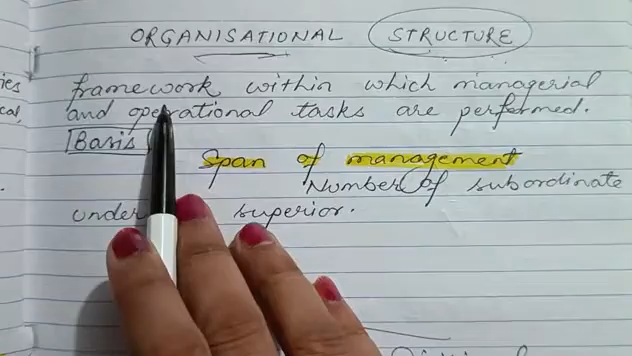 ORGANISATIONAL STRUCTURE
framework within which managerial
and operational tasks are performed.
Basis
Span of management
Number of subordinate
under superior.